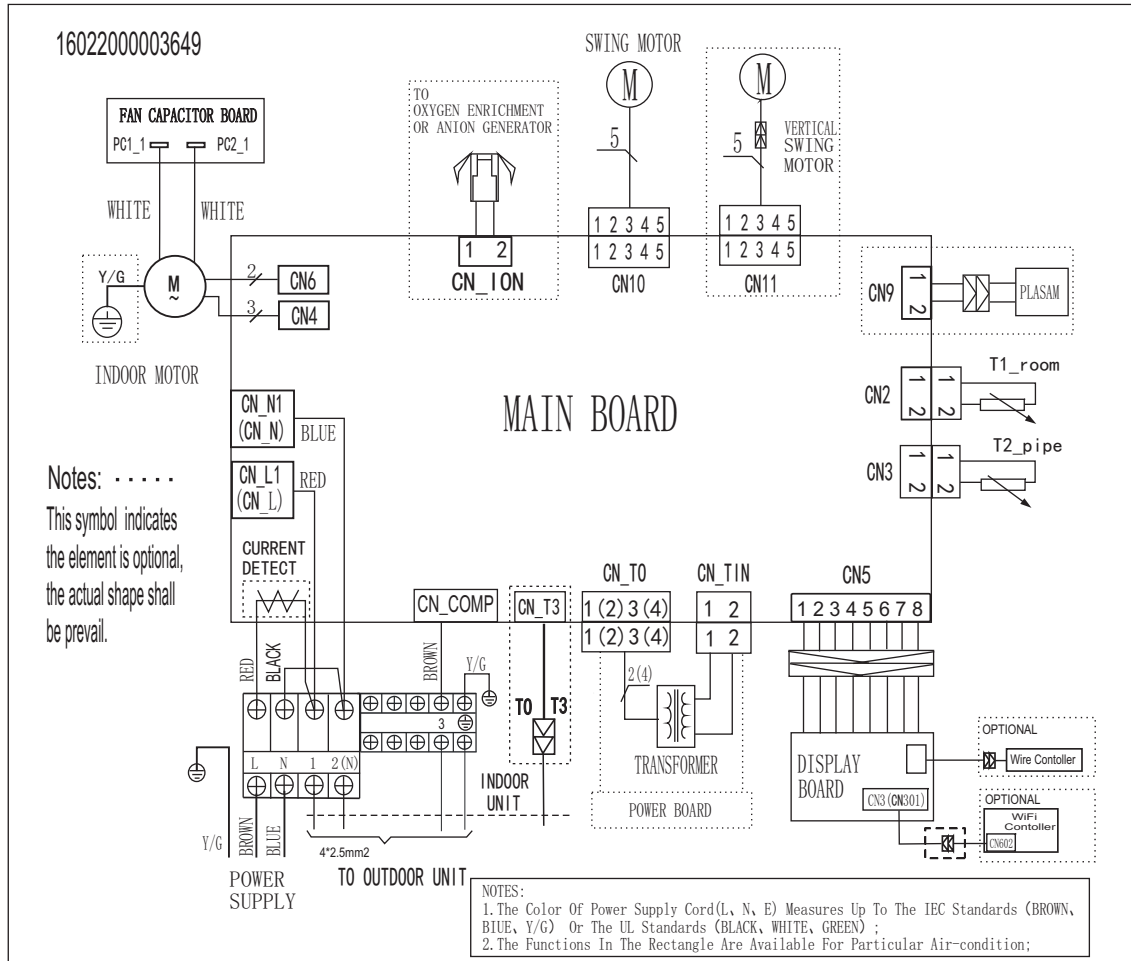 16022000003649
FAN CAPACITOR BOARD
PC1_1 PC2_1
WHITE WHITE
Y/G
M
~
2
CN6
3
CN4
INDOOR MOTOR
TO
OXYGEN ENRICHMENT
OR ANION GENERATOR
1 2
CN_ION
SWING MOTOR
M
5
1 2 3 4 5
1 2 3 4 5
CN10
M
5
VERTICAL
SWING
MOTOR
1 2 3 4 5
1 2 3 4 5
CN11
CN9
1
2
PLASAM
CN2
1
2
1
2
T1_room
CN3
1
2
1
2
T2_pipe
MAIN BOARD
CN_N1
(CN_N)
BLUE
CN_L1
(CN_L)
RED
Notes: · · · · ·
This symbol indicates
the element is optional,
the actual shape shall
be prevail.
CURRENT
DETECT
RED
BLACK
CN_COMP
BROWN
Y/G
3
L N 1 2(N)
Y/G
BROWN
BLUE
POWER
SUPPLY
4*2.5mm2
TO OUTDOOR UNIT
CN_T3
TO T3
INDOOR
UNIT
CN_TO
1(2)3(4)
1(2)3(4)
2(4)
CN_TIN
1 2
1 2
TRANSFORMER
POWER BOARD
CN5
1 2 3 4 5 6 7 8
DISPLAY
BOARD
CN3(CN301)
OPTIONAL
Wire Contoller
OPTIONAL
WiFi
Contoller
CN602
NOTES:
1.The Color Of Power Supply Cord(L、N、E) Measures Up To The IEC Standards (BROWN、
BIUE、Y/G) Or The UL Standards (BLACK、WHITE、GREEN) ;
2.The Functions In The Rectangle Are Available For Particular Air-condition;